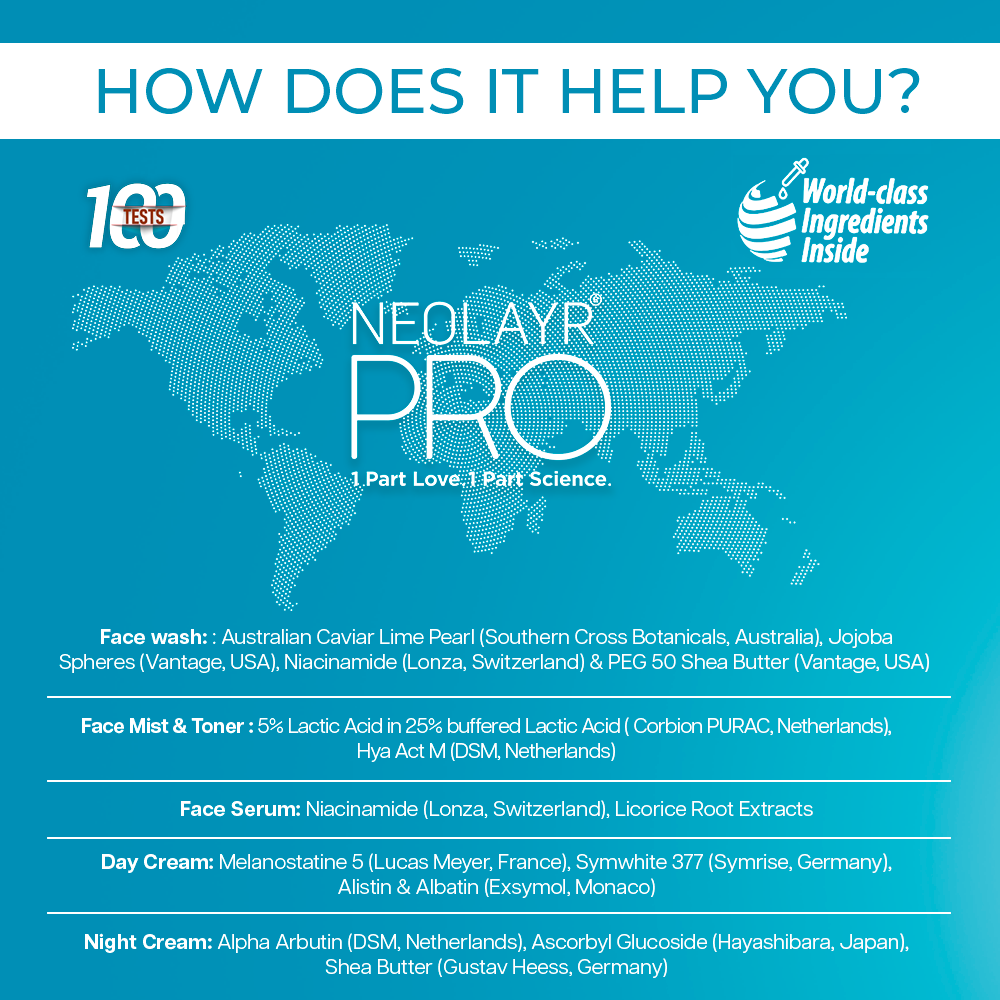 HOW DOES IT HELP YOU?
100
TESTS
World-class
Ingredients
Inside
NEOLAYR®
PRO
1 Part Love. 1 Part Science.
Face wash: : Australian Caviar Lime Pearl (Southern Cross Botanicals, Australia), Jojoba
Spheres (Vantage, USA), Niacinamide (Lonza, Switzerland) & PEG 50 Shea Butter (Vantage, USA)
Face Mist & Toner : 5% Lactic Acid in 25% buffered Lactic Acid ( Corbion PURAC, Netherlands),
Hya Act M (DSM, Netherlands)
Face Serum: Niacinamide (Lonza, Switzerland), Licorice Root Extracts
Day Cream: Melanostatine 5 (Lucas Meyer, France), Symwhite 377 (Symrise, Germany),
Alistin & Albatin (Exsymol, Monaco)
Night Cream: Alpha Arbutin (DSM, Netherlands), Ascorbyl Glucoside (Hayashibara, Japan),
Shea Butter (Gustav Heess, Germany)